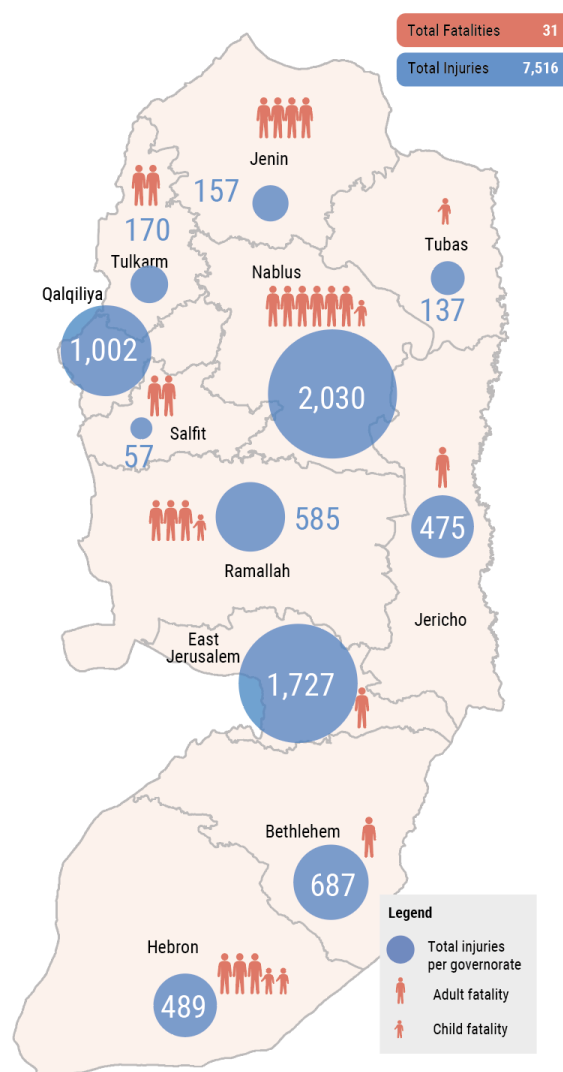 Total Fatalities 31
Total Injuries 7,516
Jenin
157
170
Tulkarm
Tubas
137
Nablus
2,030
Qalqiliya
1,002
Salfit
57
585
Ramallah
475
Jericho
East
Jerusalem
1,727
Bethlehem
687
Hebron
489
Legend
Total injuries
per governorate
Adult fatality
Child fatality